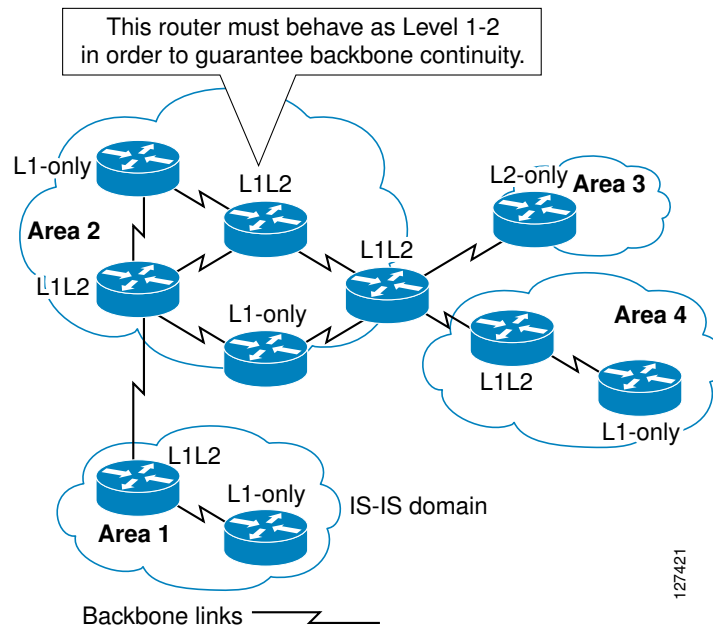 This router must behave as Level 1-2
in order to guarantee backbone continuity.
L1-only
L1L2
L2-only
Area 3
Area 2
L1L2
L1L2
L1-only
Area 4
L1L2
L1-only
L1L2
L1-only
IS-IS domain
Area 1
127421
Backbone links